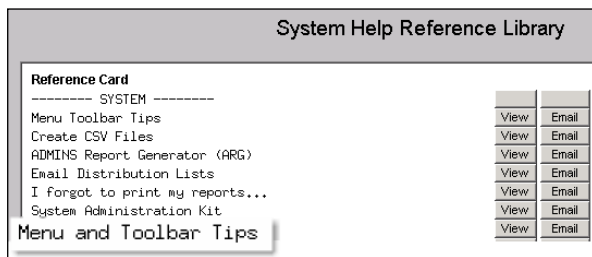 System Help Reference Library
Reference Card
-------- SYSTEM --------
Menu Toolbar Tips View Email
Create CSV Files View Email
ADMINS Report Generator (ARG) View Email
Email Distribution Lists View Email
I forgot to print my reports... View Email
System Administration Kit View Email
Menu and Toolbar Tips View Email